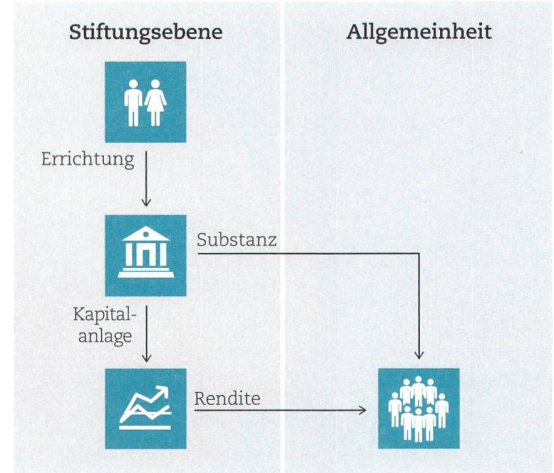 Stiftungsebene
Allgemeinheit
Errichtung
Substanz
Kapital-
anlage
Rendite